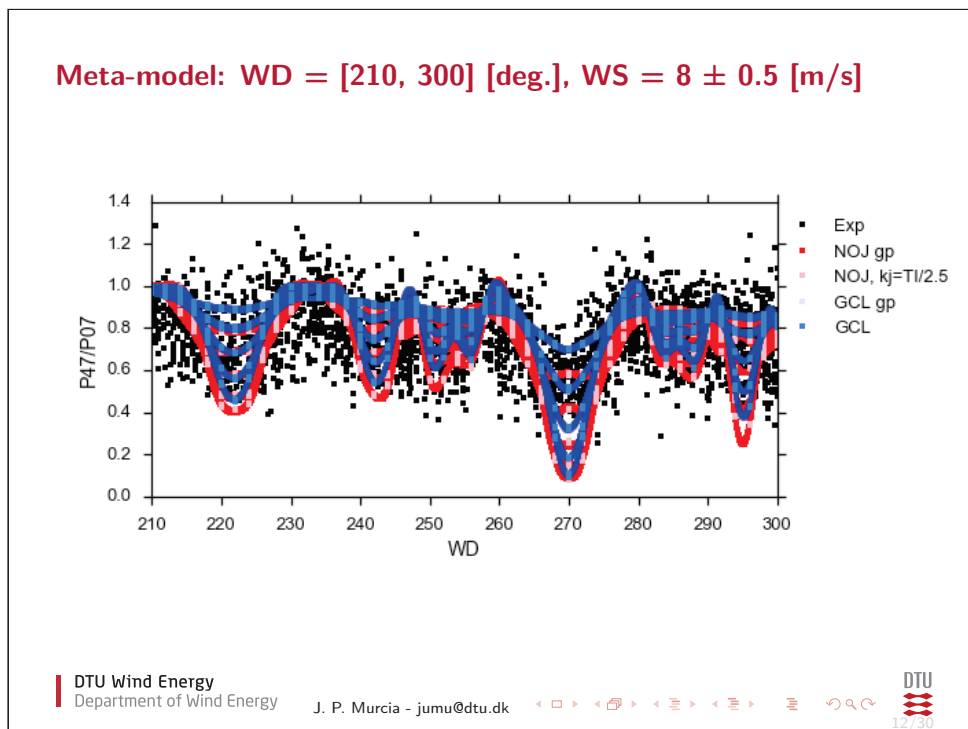 Meta-model: WD = [210, 300] [deg.], WS = 8 ± 0.5 [m/s]
1.4
1.2
1.0
0.8
0.6
0.4
0.2
0.0
P47/P07
210 220 230 240 250 260 270 280 290 300
WD
Exp
NOJ gp
NOJ, kj=TI/2.5
GCL gp
GCL
DTU Wind Energy
Department of Wind Energy
J. P. Murcia - jumu@dtu.dk
DTU
12/30